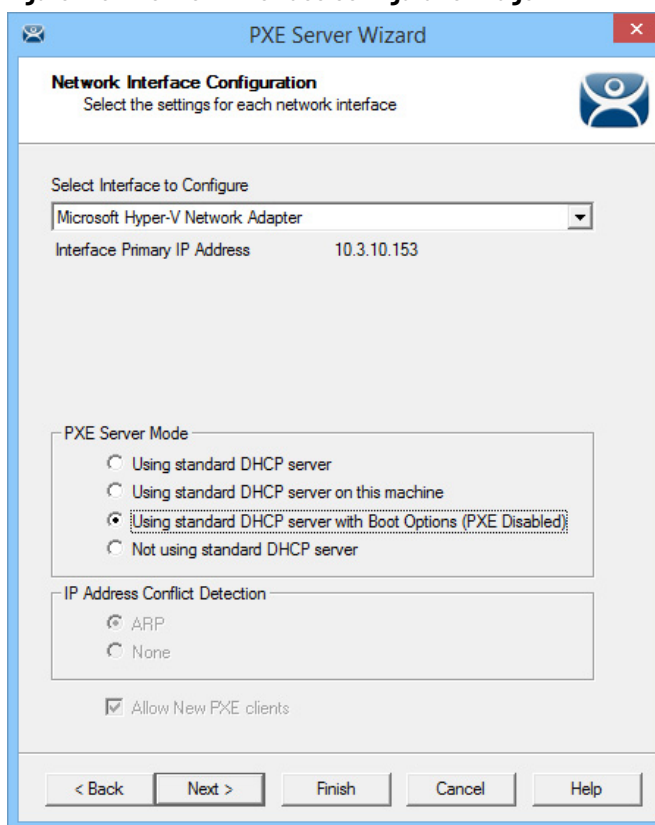 PXE Server Wizard
Network Interface Configuration
Select the settings for each network interface
Select Interface to Configure
Microsoft Hyper-V Network Adapter
Interface Primary IP Address 10.3.10.153
PXE Server Mode
Using standard DHCP server
Using standard DHCP server on this machine
Using standard DHCP server with Boot Options (PXE Disabled)
Not using standard DHCP server
IP Address Conflict Detection
ARP
None
Allow New PXE clients
< Back Next > Finish Cancel Help